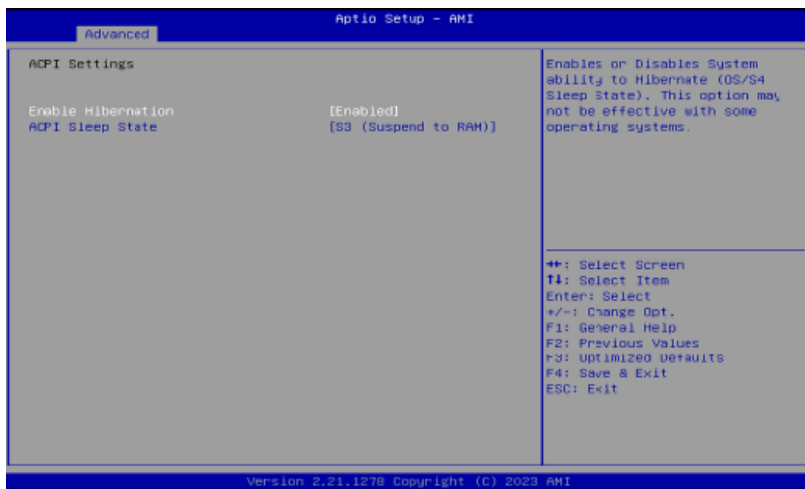 Aptio Setup - AMI
Advanced
ACPI Settings
Enable Hibernation [Enabled]
ACPI Sleep State [S3 (Suspend to RAM)]
Enables or Disables System
ability to Hibernate (OS/S4
Sleep State). This option may
not be effective with some
operating systems.
→←: Select Screen
↑↓: Select Item
Enter: Select
+/-: Change Opt.
F1: General Help
F2: Previous Values
F3: Optimized Defaults
F4: Save & Exit
ESC: Exit
Version 2.21.1278 Copyright (C) 2023 AMI